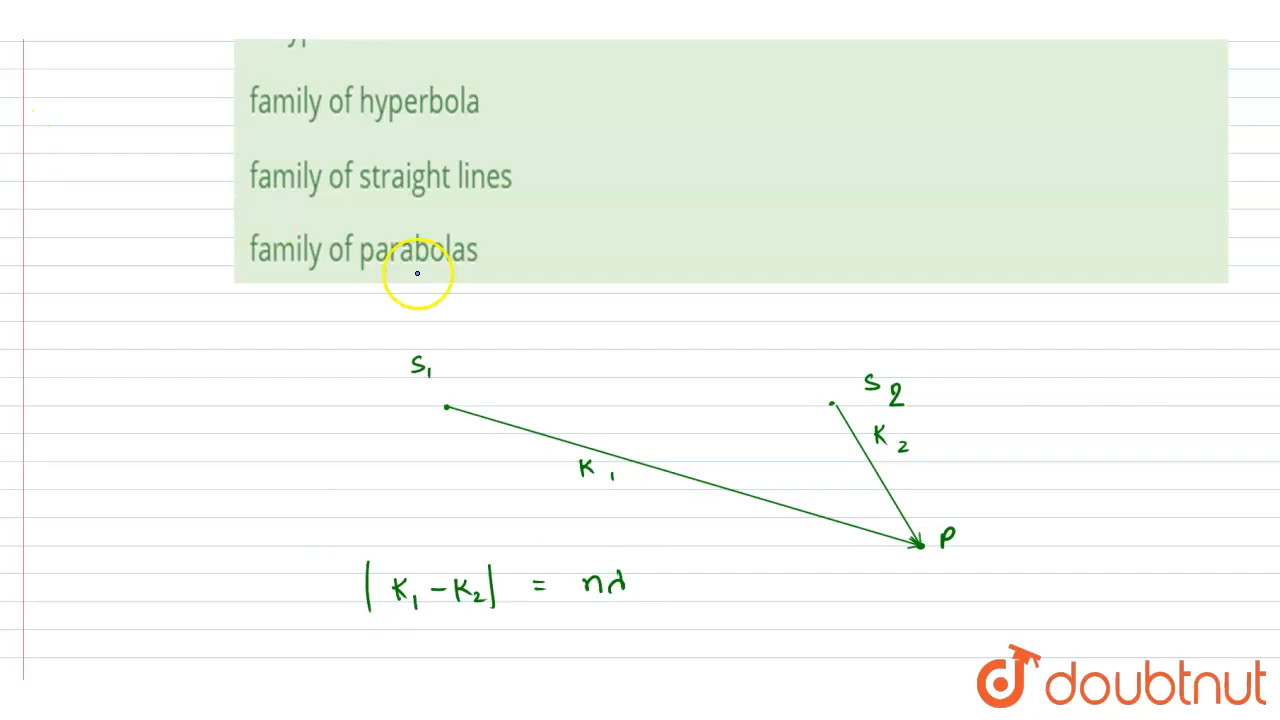 family of hyperbola
family of straight lines
family of parabolas
S1
S2
K2
K1
P
|K1 - K2| = nλ
doubtnut